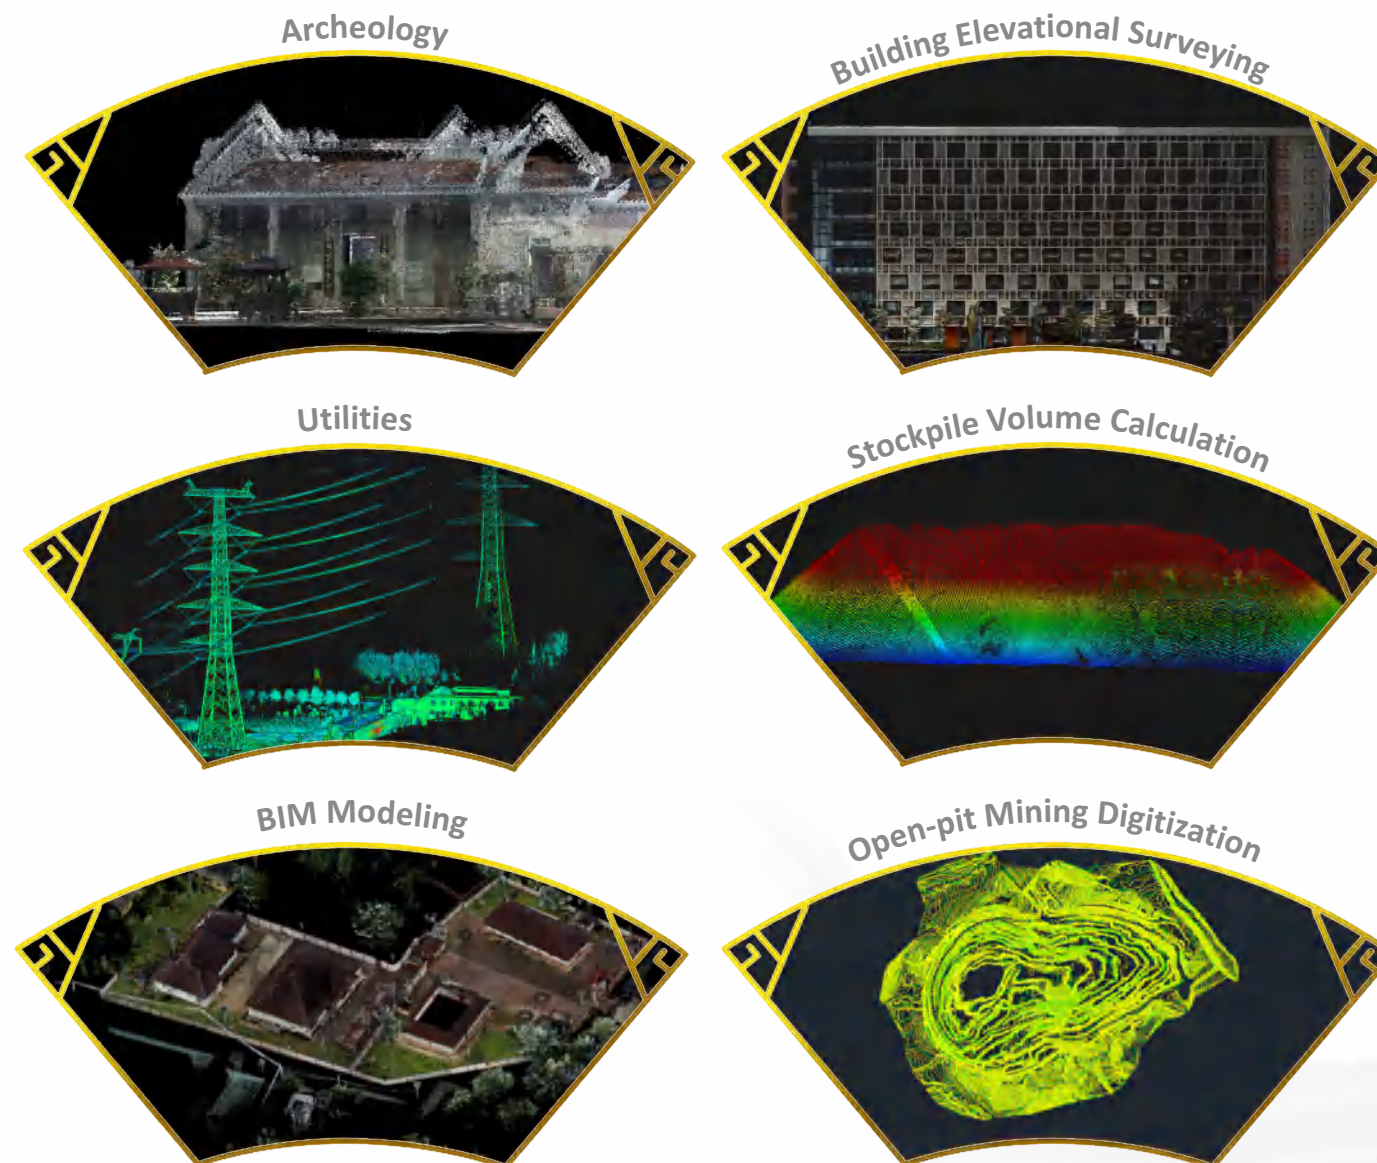 Archeology
Building Elevational Surveying
Utilities
Stockpile Volume Calculation
BIM Modeling
Open-pit Mining Digitization